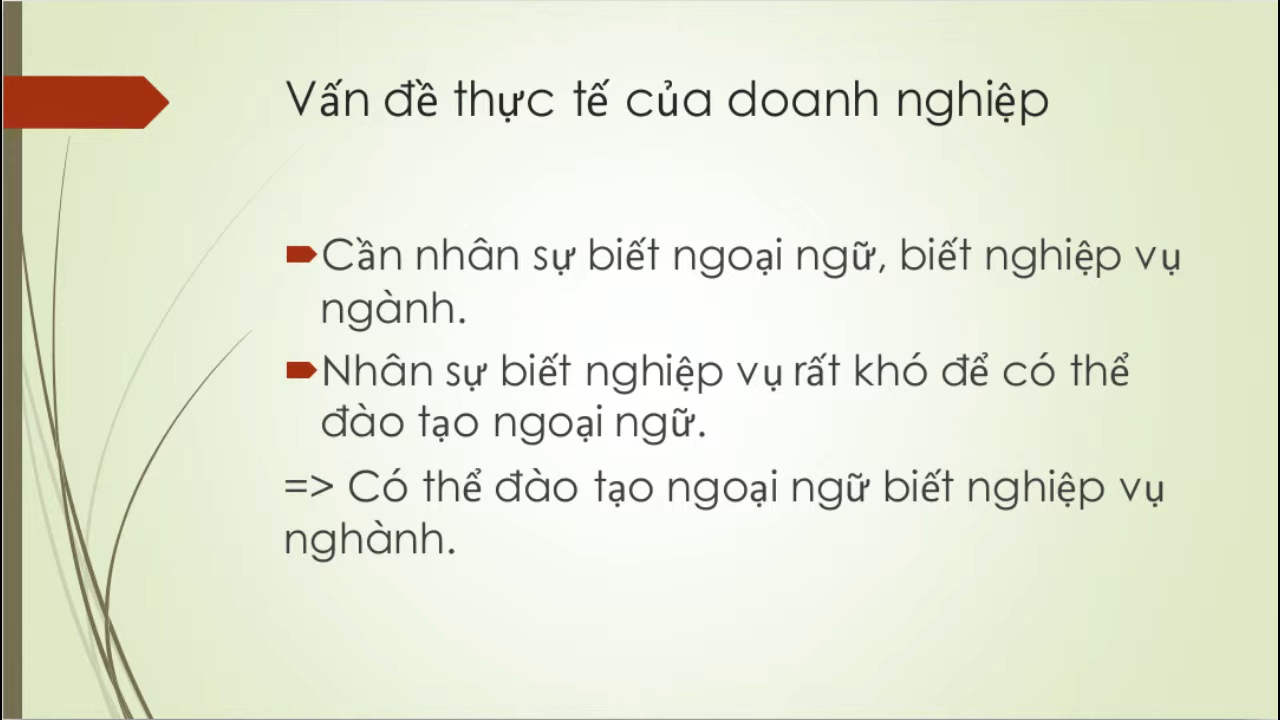 Vấn đề thực tế của doanh nghiệp
Cần nhân sự biết ngoại ngữ, biết nghiệp vụ
ngành.
Nhân sự biết nghiệp vụ rất khó để có thể
đào tạo ngoại ngữ.
=> Có thể đào tạo ngoại ngữ biết nghiệp vụ
nghành.